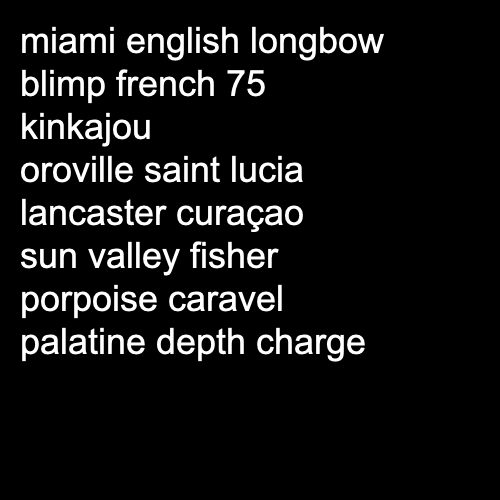 miami english longbow
blimp french 75
kinkajou
oroville saint lucia
lancaster curaçao
sun valley fisher
porpoise caravel
palatine depth charge